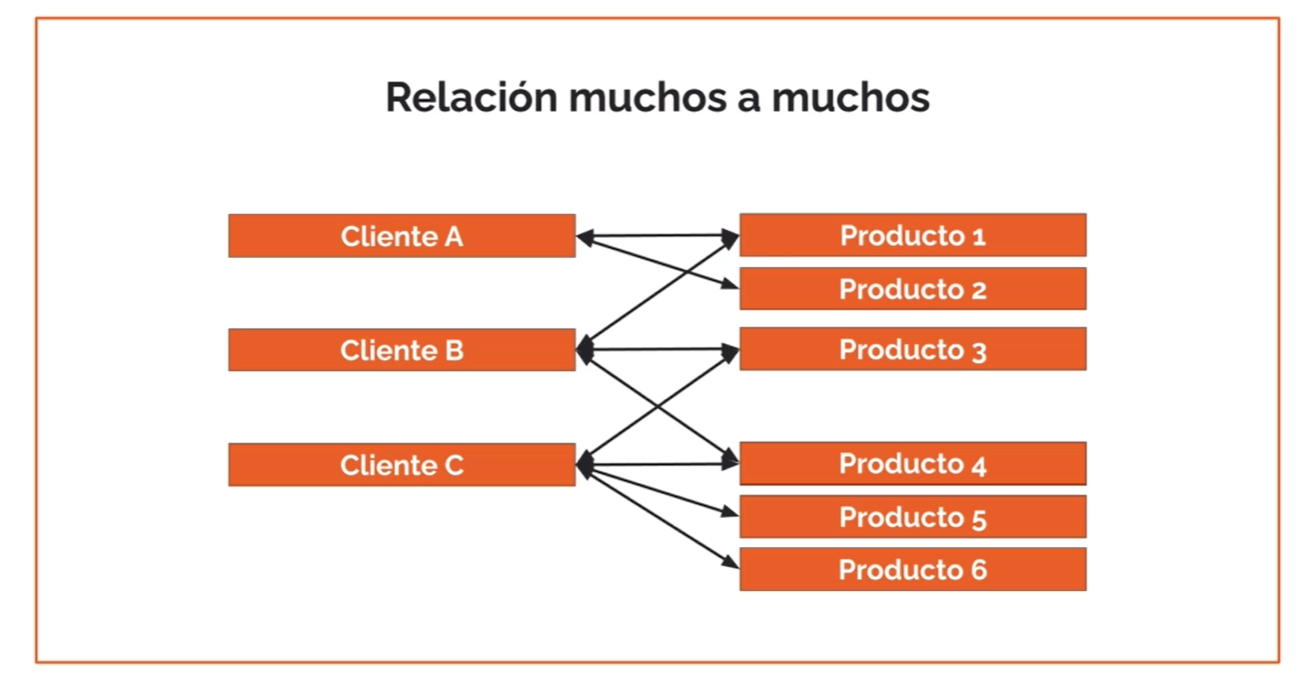 Relación muchos a muchos
Cliente A
Producto 1
Producto 2
Cliente B
Producto 3
Cliente C
Producto 4
Producto 5
Producto 6